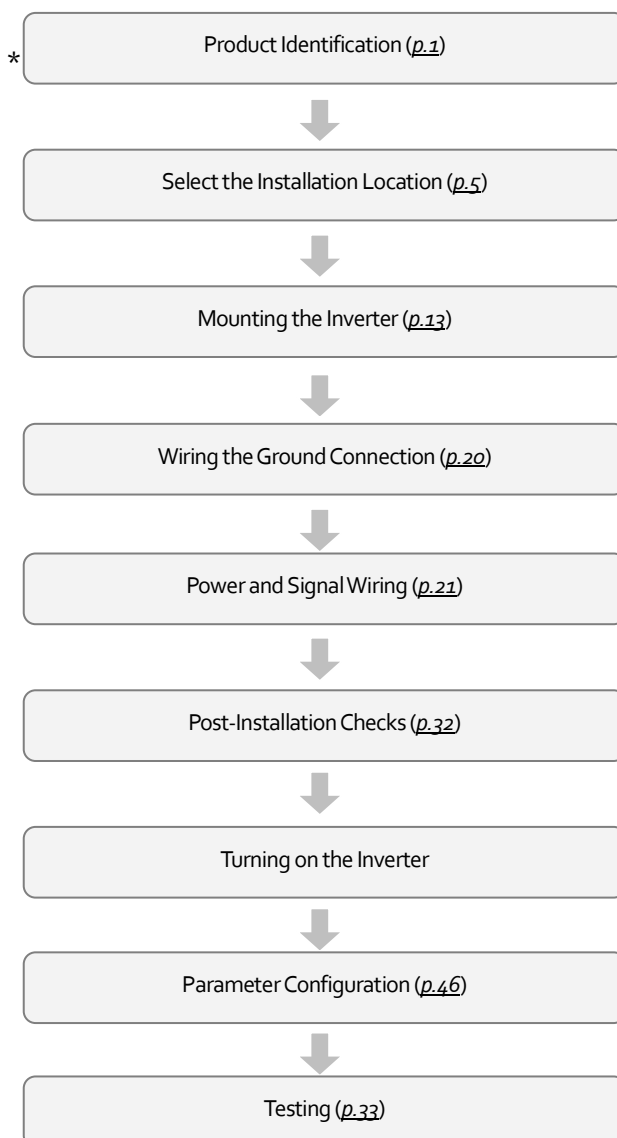 Product Identification (p.1)
*
Select the Installation Location (p.5)
Mounting the Inverter (p.13)
Wiring the Ground Connection (p.20)
Power and Signal Wiring (p.21)
Post-Installation Checks (p.32)
Turning on the Inverter
Parameter Configuration (p.46)
Testing (p.33)